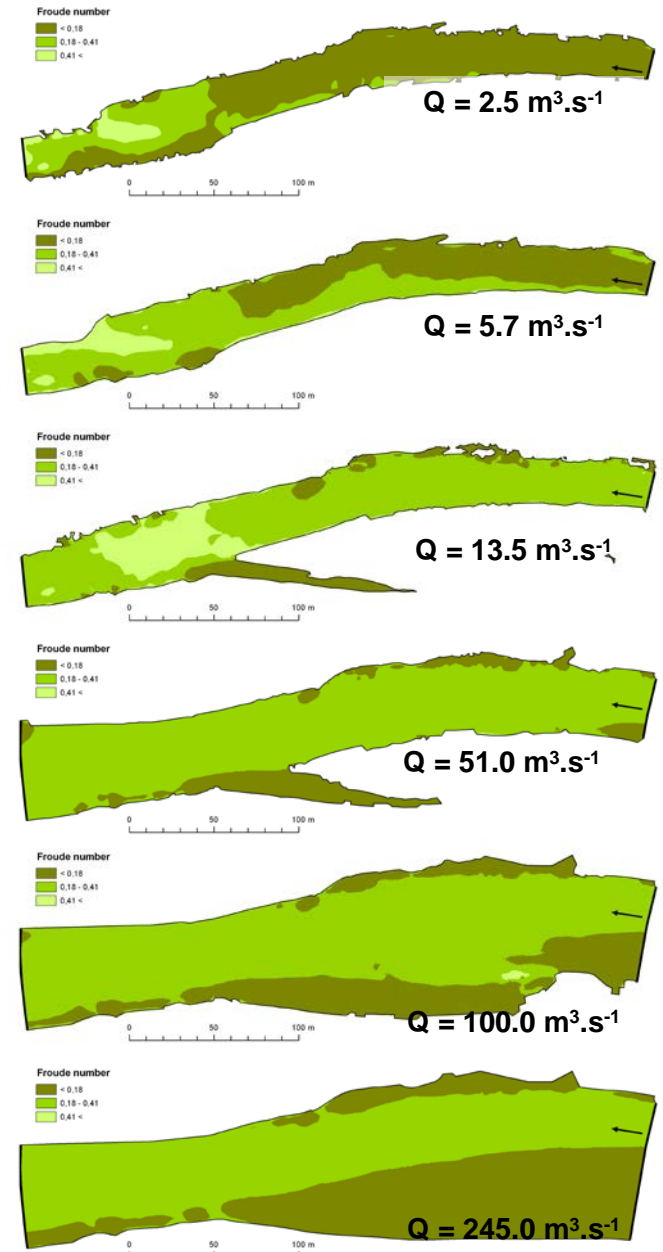 Froude number
< 0,18
0,18 - 0,41
0,41 <
Q = 2.5 m³.s⁻¹
0 50 100 m
Froude number
< 0,18
0,18 - 0,41
0,41 <
Q = 5.7 m³.s⁻¹
0 50 100 m
Froude number
< 0,18
0,18 - 0,41
0,41 <
Q = 13.5 m³.s⁻¹
0 50 100 m
Froude number
< 0,18
0,18 - 0,41
0,41 <
Q = 51.0 m³.s⁻¹
0 50 100 m
Froude number
< 0,18
0,18 - 0,41
0,41 <
Q = 100.0 m³.s⁻¹
0 50 100 m
Froude number
< 0,18
0,18 - 0,41
0,41 <
Q = 245.0 m³.s⁻¹
0 50 100 m